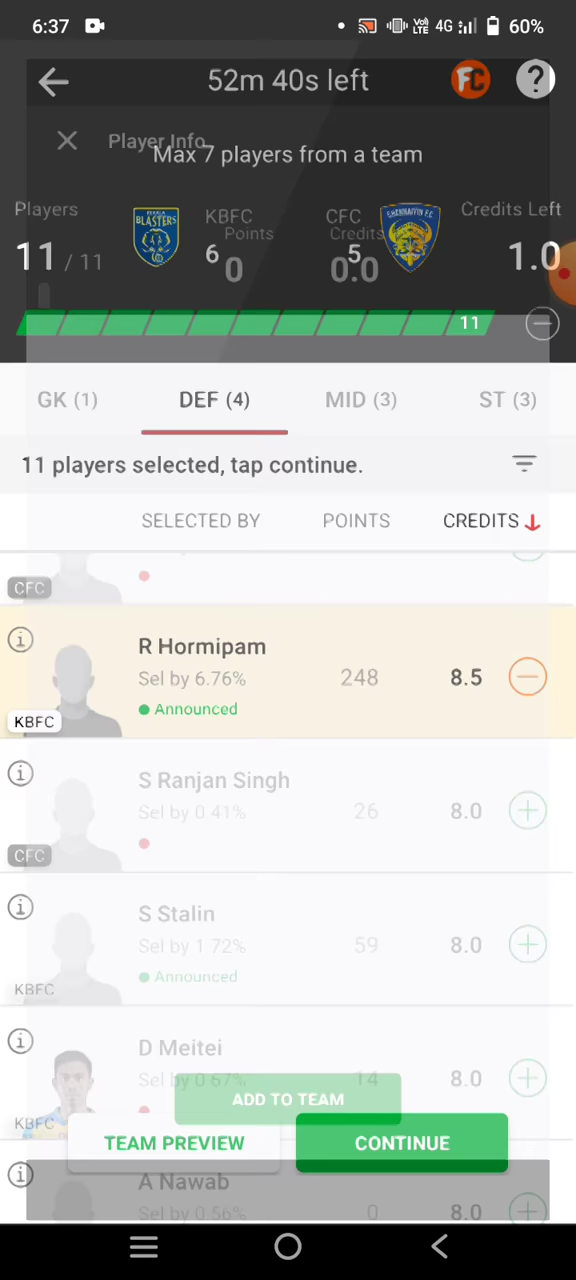 6:37 Vo) LTE 4G 60%
52m 40s left FC ?
Player Info
Max 7 players from a team
Players KBFC CFC Credits Left
Points Credits
11 / 11 6 5 1.0
0 0.0
11
GK (1) DEF (4) MID (3) ST (3)
11 players selected, tap continue.
SELECTED BY POINTS CREDITS
CFC
R Hormipam
Sel by 6.76% 248 8.5
Announced
KBFC
S Ranjan Singh
Sel by 0.41% 26 8.0
CFC
S Stalin
Sel by 1.72% 59 8.0
Announced
KBFC
D Meitei
Sel by 0.67% 14 8.0
ADD TO TEAM
KBFC
TEAM PREVIEW CONTINUE
A Nawab
Sel by 0.56% 0 8.0